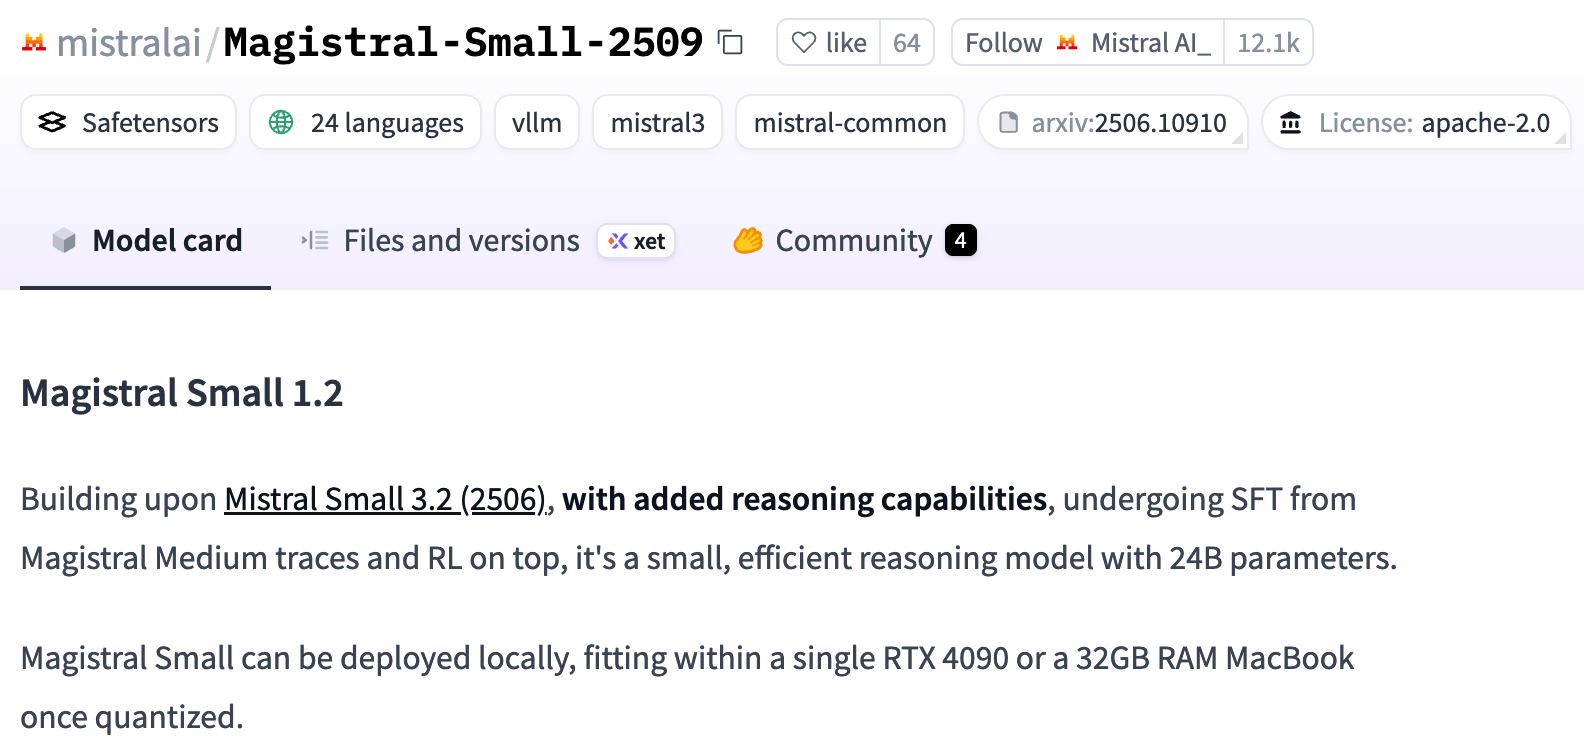 mistralai/Magistral-Small-2509 like 64 Follow Mistral AI_ 12.1k
Safetensors 24 languages vllm mistral3 mistral-common arxiv:2506.10910 License: apache-2.0
Model card Files and versions xet Community 4
Magistral Small 1.2
Building upon Mistral Small 3.2 (2506), with added reasoning capabilities, undergoing SFT from
Magistral Medium traces and RL on top, it's a small, efficient reasoning model with 24B parameters.
Magistral Small can be deployed locally, fitting within a single RTX 4090 or a 32GB RAM MacBook
once quantized.